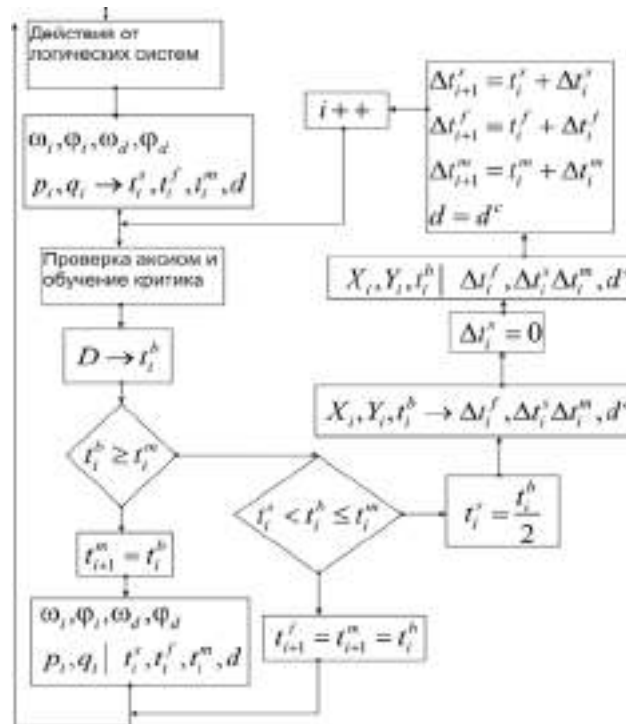 Действия от
логических систем
ω_i, φ_i, ω_d, φ_d
p_i, q_i → t_i^s, t_i^f, t_i^m, d
Проверка аксиом и
обучение критика
D → t_i^b
t_i^b ≥ t_i^m
t_{i+1}^m = t_i^b
ω_i, φ_i, ω_d, φ_d
p_i, q_i | t_i^s, t_i^f, t_i^m, d
t_i^s < t_i^b ≤ t_i^m
t_{i+1}^f = t_{i+1}^m = t_i^b
t_i^s = t_i^b / 2
X_i, Y_i, t_i^b → Δt_i^f, Δt_i^s Δt_i^m, d^c
Δt_i^s = 0
X_i, Y_i, t_i^b | Δt_i^f, Δt_i^s Δt_i^m, d^c
Δt_{i+1}^s = t_i^s + Δt_i^s
Δt_{i+1}^f = t_i^f + Δt_i^f
Δt_{i+1}^m = t_i^m + Δt_i^m
d = d^c
i + +